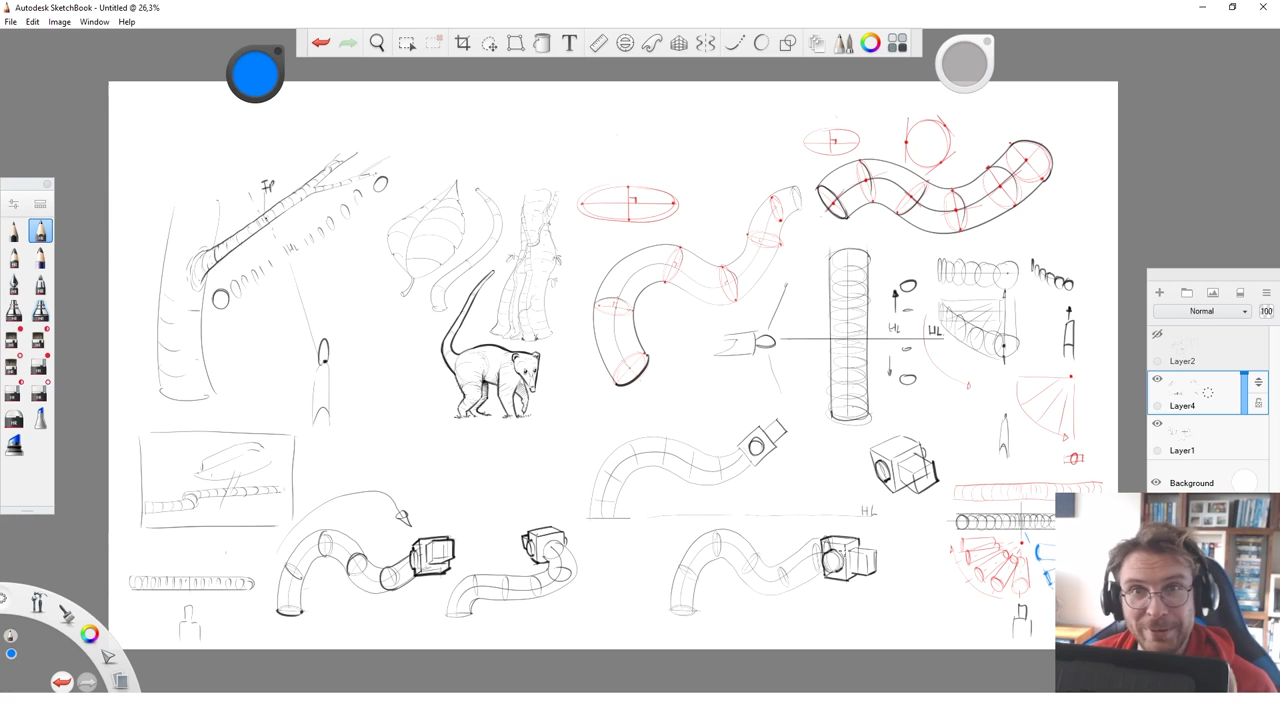 Autodesk SketchBook - Untitled @ 26,3%
File Edit Image Window Help
T
HL
HL
HL
HL
Normal
100
Layer2
Layer4
Layer1
Background